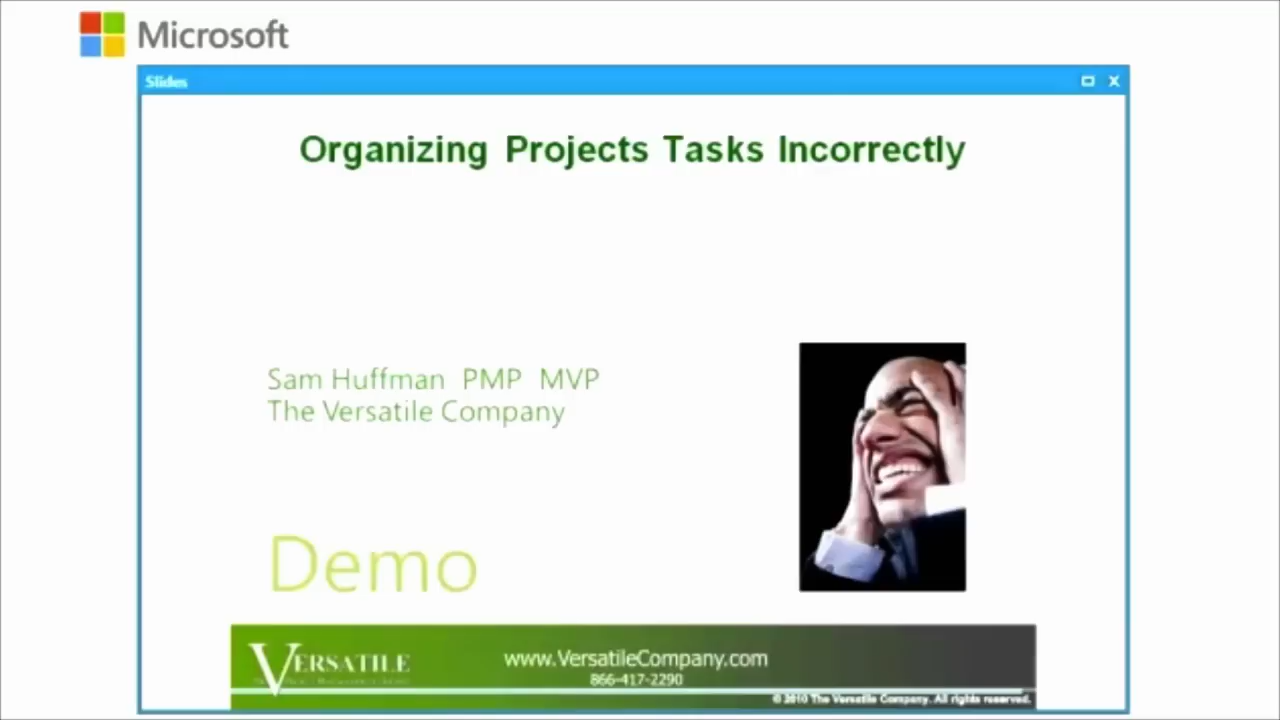 Microsoft
Slides
Organizing Projects Tasks Incorrectly
Sam Huffman PMP MVP
The Versatile Company
Demo
VERSATILE
www.VersatileCompany.com
866-417-2290
© 2010 The Versatile Company. All rights reserved.